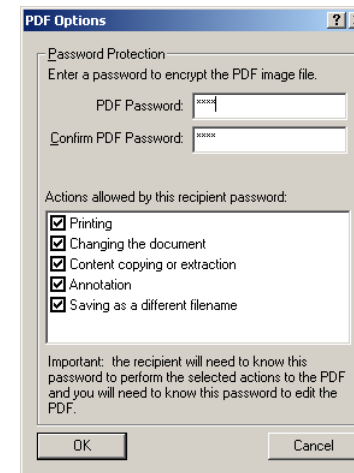 PDF Options
?
Password Protection
Enter a password to encrypt the PDF image file.
PDF Password: xxxx
Confirm PDF Password: xxxx
Actions allowed by this recipient password:
Printing
Changing the document
Content copying or extraction
Annotation
Saving as a different filename
Important: the recipient will need to know this
password to perform the selected actions to the PDF
and you will need to know this password to edit the
PDF.
OK Cancel